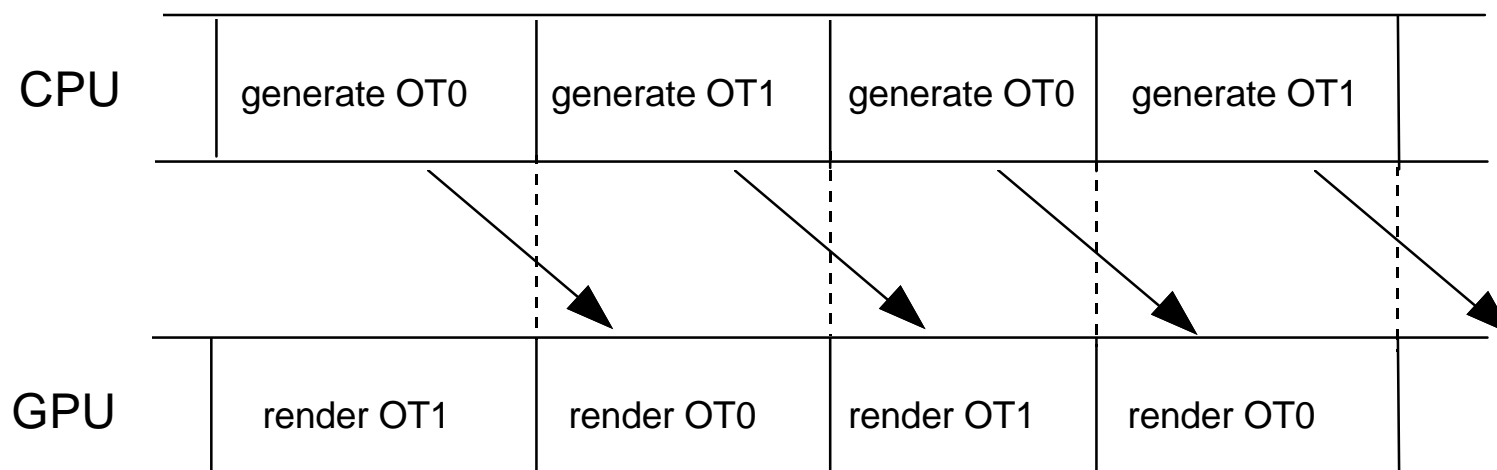 CPU
generate OT0
generate OT1
generate OT0
generate OT1
GPU
render OT1
render OT0
render OT1
render OT0